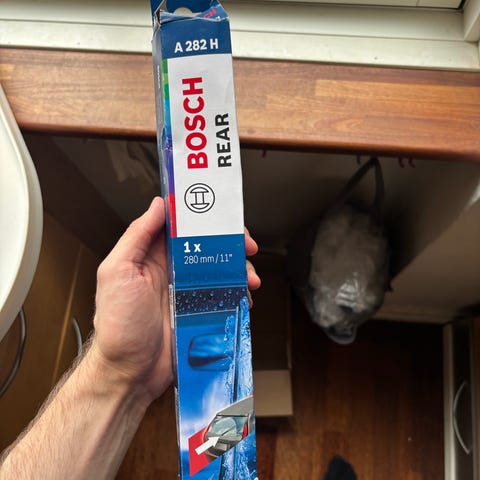 A 282 H
BOSCH
REAR
1 x
280 mm / 11"